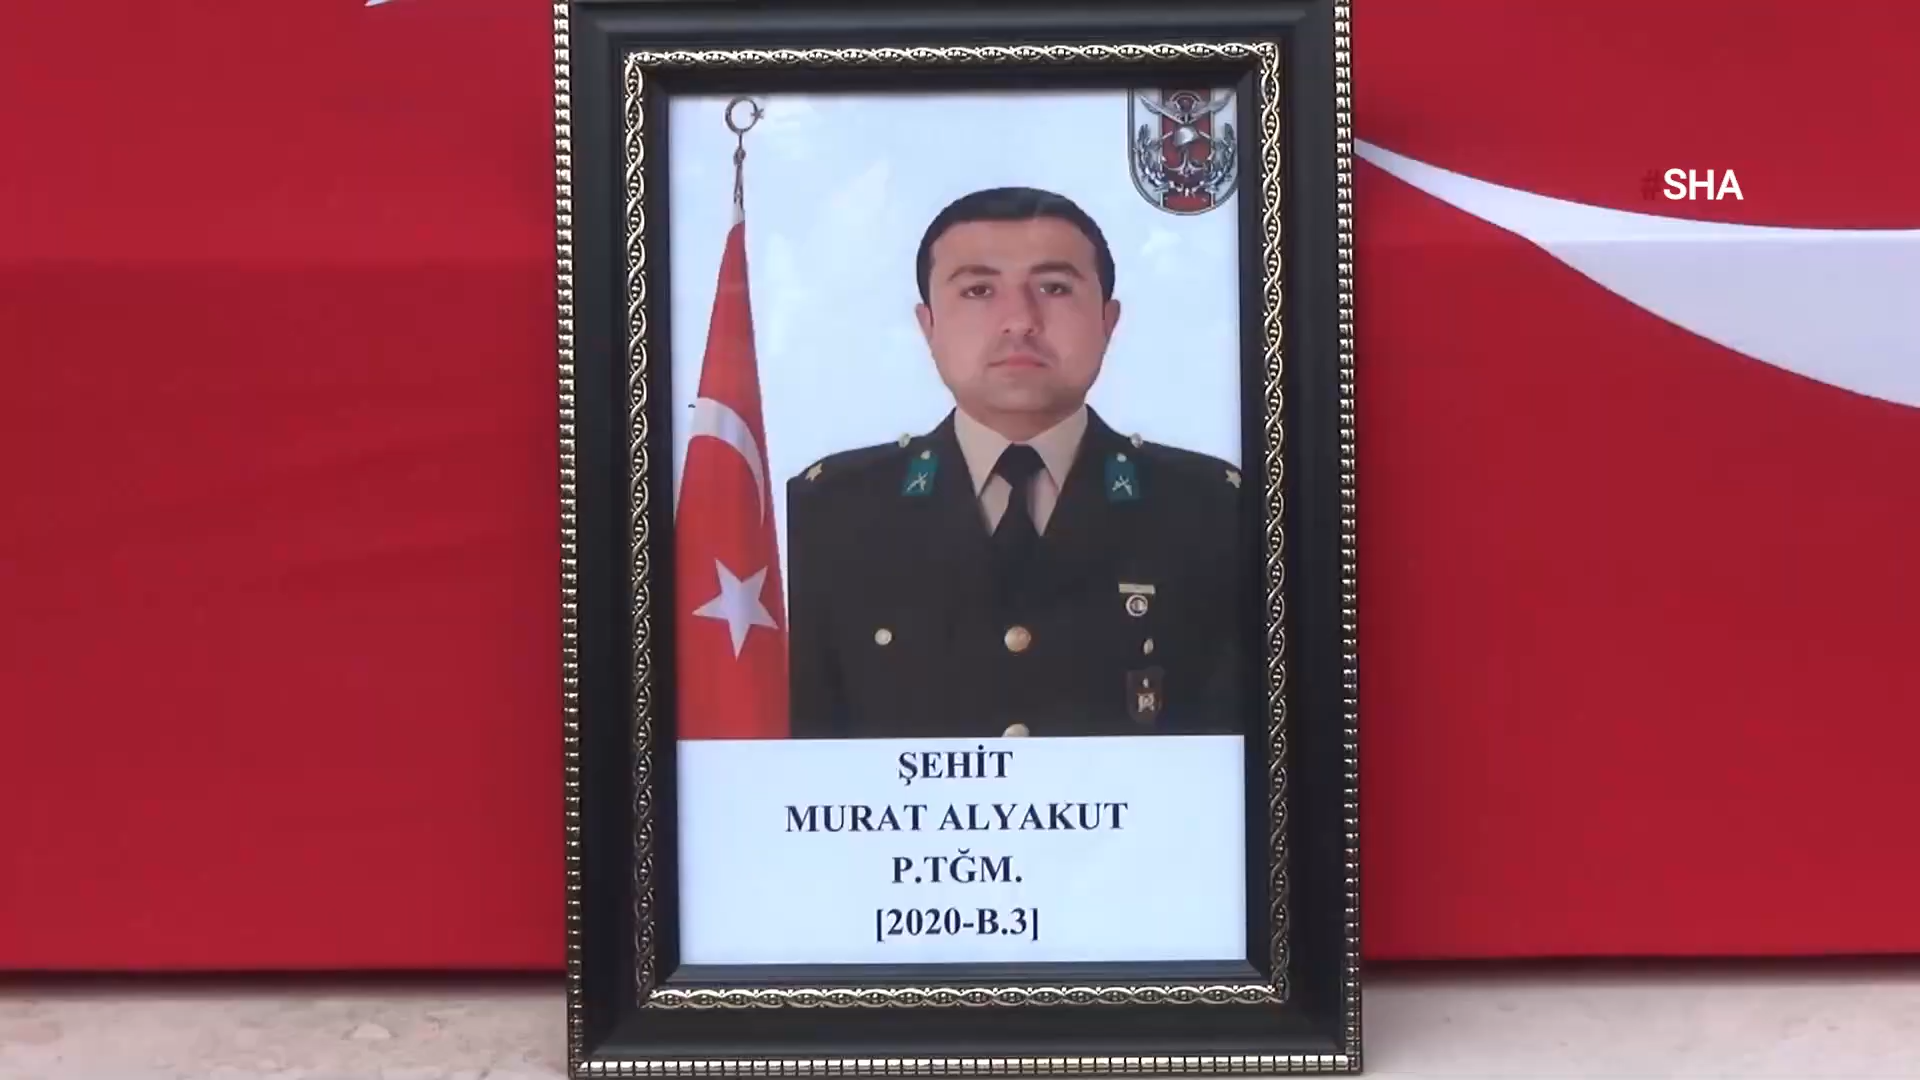 #SHA
ŞEHİT
MURAT ALYAKUT
P.TĞM.
[2020-B.3]